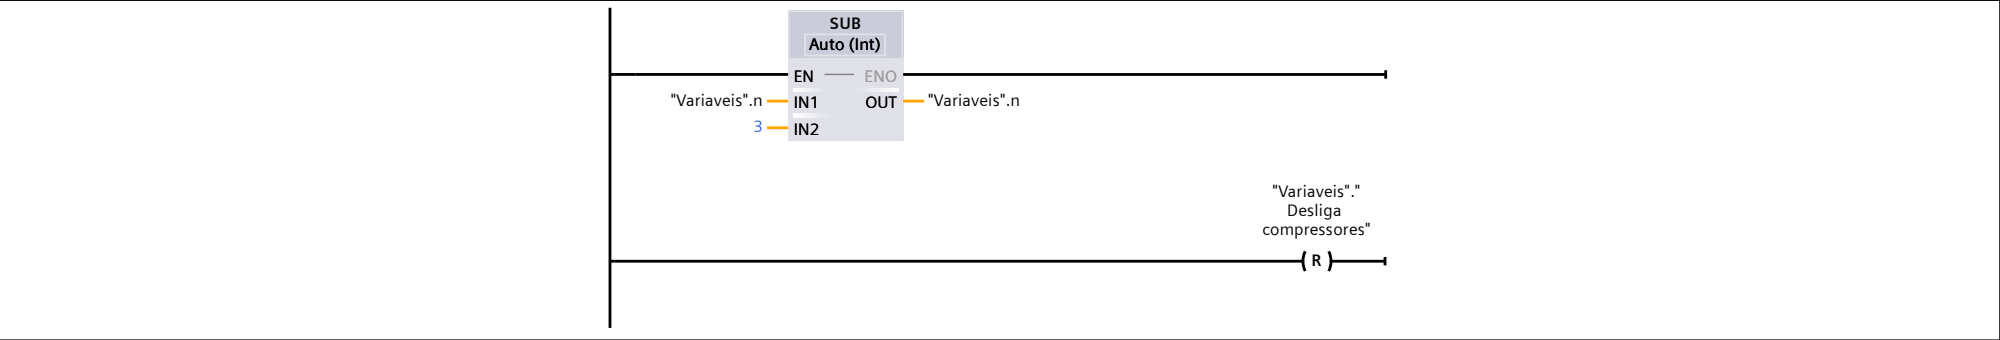 SUB
Auto (Int)
EN ENO
"Variaveis".n IN1 OUT "Variaveis".n
3 IN2
"Variaveis"."
Desliga
compressores"
R